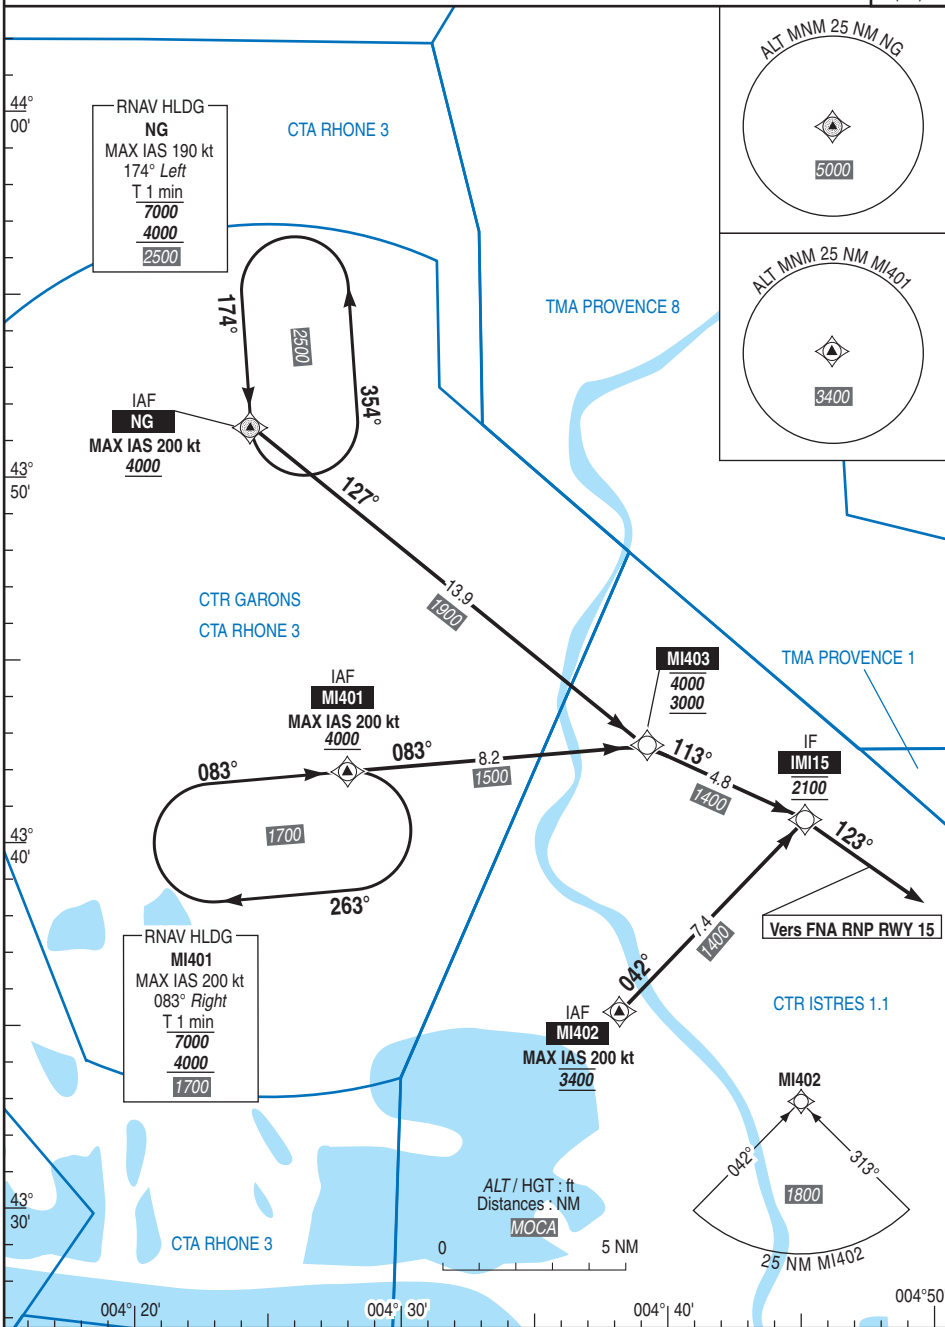 ALT MNM 25 NM NG
5000
ALT MNM 25 NM MI401
3400
44°
00'
RNAV HLDG
NG
MAX IAS 190 kt
174° Left
T 1 min
7000
4000
2500
CTA RHONE 3
TMA PROVENCE 8
174°
2500
354°
IAF
NG
MAX IAS 200 kt
4000
43°
50'
127°
13.9
1900
CTR GARONS
CTA RHONE 3
MI403
4000
3000
TMA PROVENCE 1
IAF
MI401
MAX IAS 200 kt
4000
083°
083°
8.2
1500
113°
4.8
1400
IF
IMI15
2100
123°
1700
263°
43°
40'
Vers FNA RNP RWY 15
7.4
1400
042°
RNAV HLDG
MI401
MAX IAS 200 kt
083° Right
T 1 min
7000
4000
1700
IAF
MI402
MAX IAS 200 kt
3400
CTR ISTRES 1.1
MI402
042°
313°
1800
25 NM MI402
ALT / HGT : ft
Distances : NM
MOCA
0
5 NM
43°
30'
CTA RHONE 3
004° 20'
004° 30'
004° 40'
004°50